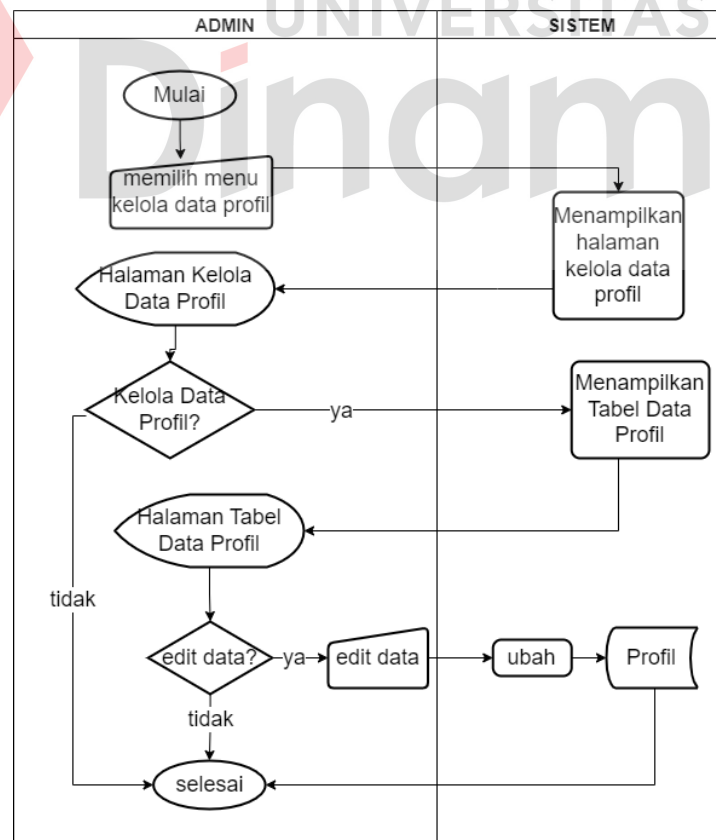 UNIVERSITAS
ADMIN
SISTEM
Dinam
Mulai
memilih menu
kelola data profil
Menampilkan
halaman
kelola data
profil
Halaman Kelola
Data Profil
Kelola Data
Profil?
ya
Menampilkan
Tabel Data
Profil
Halaman Tabel
Data Profil
tidak
edit data?
ya
edit data
ubah
Profil
tidak
selesai